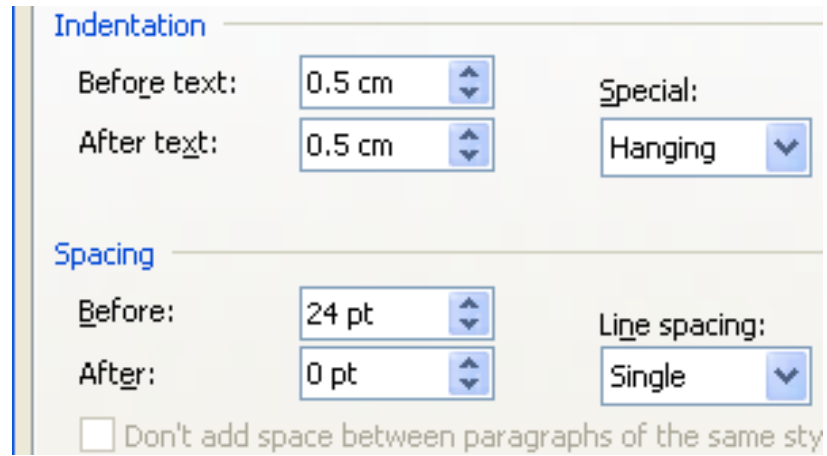 Indentation
Before text: 0.5 cm
Special:
After text: 0.5 cm
Hanging
Spacing
Before: 24 pt
Line spacing:
After: 0 pt
Single
Don't add space between paragraphs of the same sty